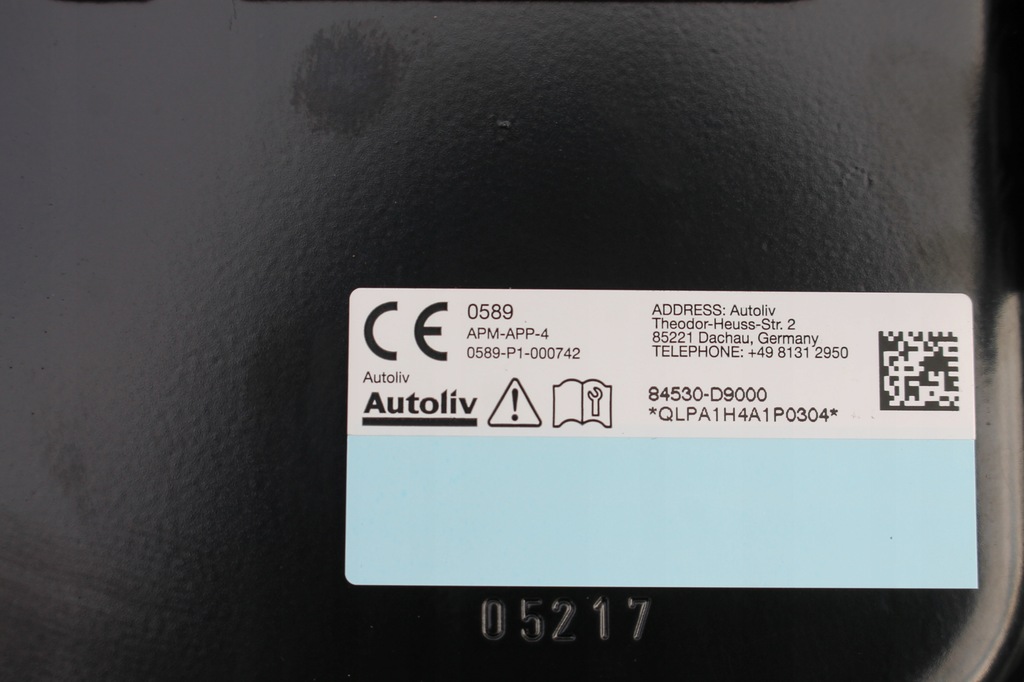 CE 0589
APM-APP-4
0589-P1-000742
Autoliv
Autoliv
ADDRESS: Autoliv
Theodor-Heuss-Str. 2
85221 Dachau, Germany
TELEPHONE: +49 8131 2950
84530-D9000
*QLPA1H4A1P0304*
05217